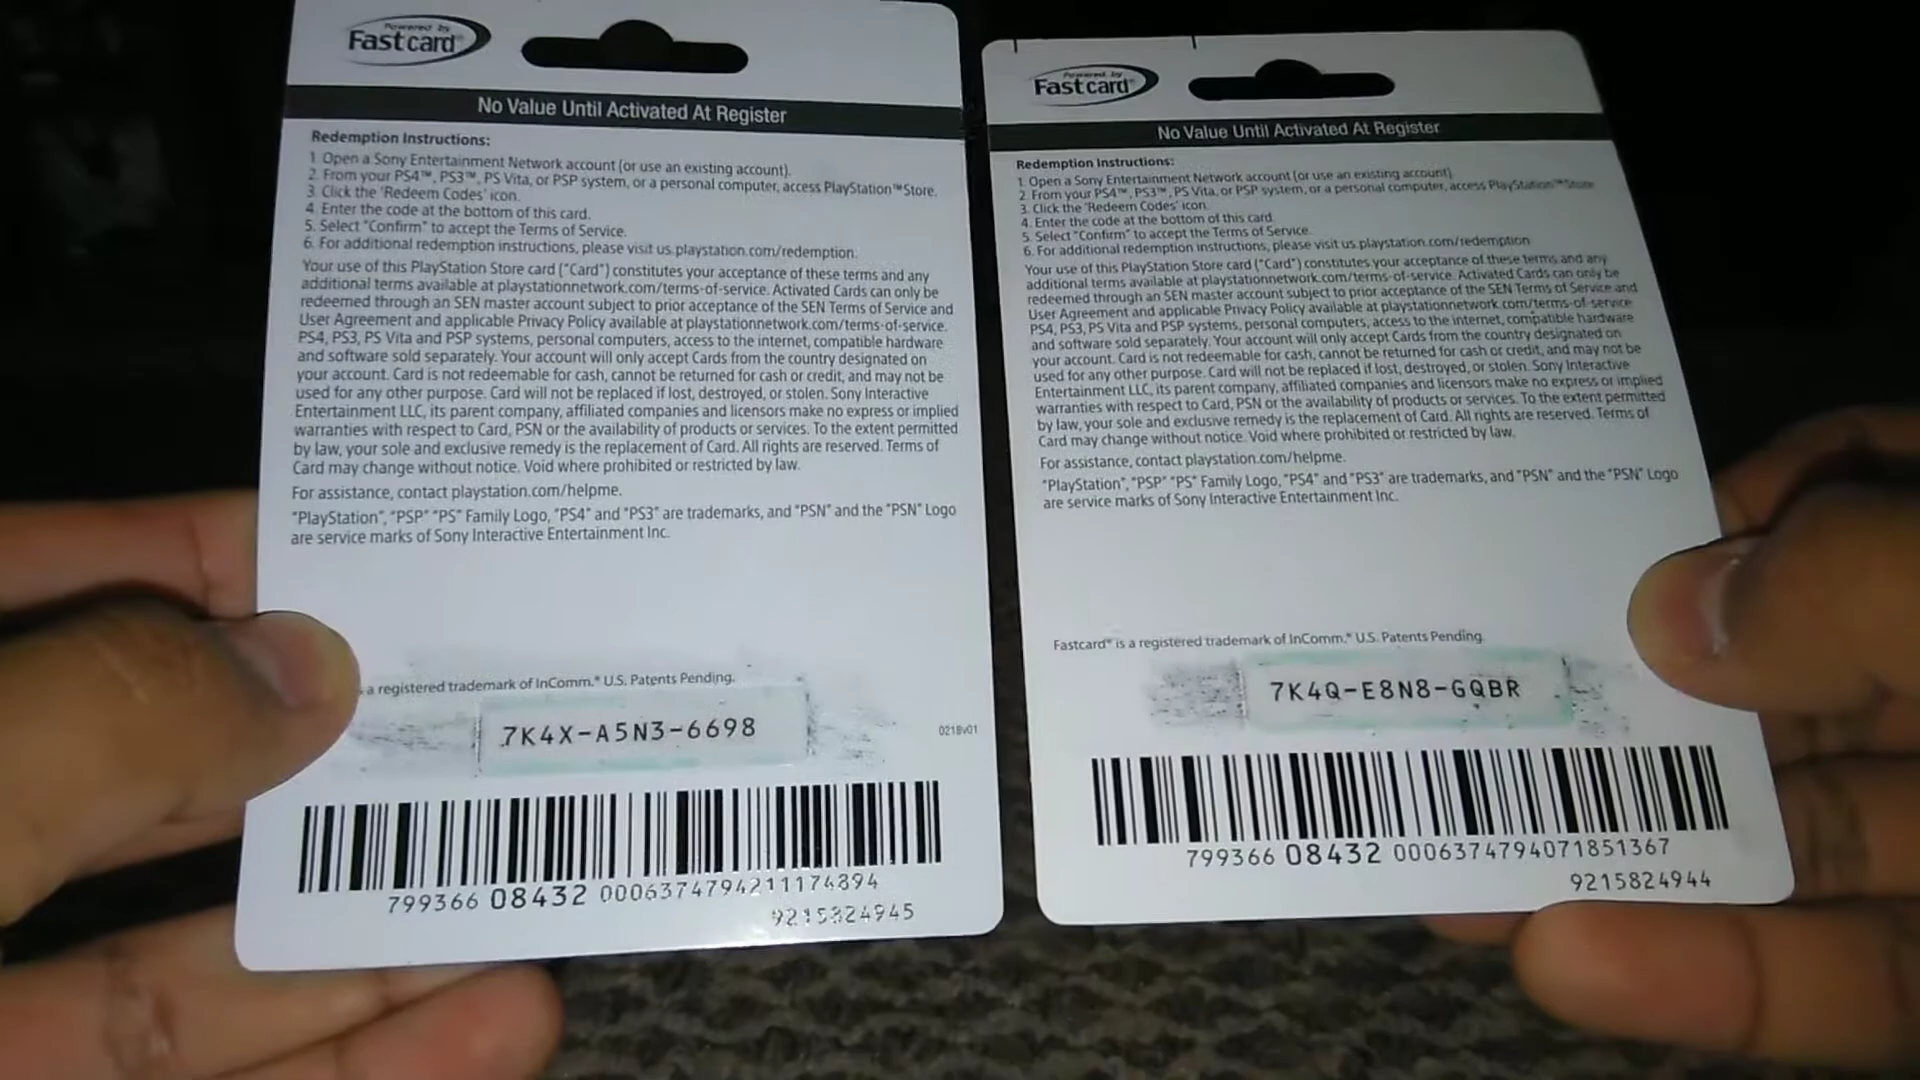 Powered by
Fastcard
No Value Until Activated At Register
Redemption Instructions:
1. Open a Sony Entertainment Network account (or use an existing account).
2. From your PS4™, PS3™, PS Vita, or PSP system, or a personal computer, access PlayStation™Store.
3. Click the 'Redeem Codes' icon.
4. Enter the code at the bottom of this card.
5. Select "Confirm" to accept the Terms of Service.
6. For additional redemption instructions, please visit us.playstation.com/redemption.
Your use of this PlayStation Store card ("Card") constitutes your acceptance of these terms and any
additional terms available at playstationnetwork.com/terms-of-service. Activated Cards can only be
redeemed through an SEN master account subject to prior acceptance of the SEN Terms of Service and
User Agreement and applicable Privacy Policy available at playstationnetwork.com/terms-of-service.
PS4, PS3, PS Vita and PSP systems, personal computers, access to the internet, compatible hardware
and software sold separately. Your account will only accept Cards from the country designated on
your account. Card is not redeemable for cash, cannot be returned for cash or credit, and may not be
used for any other purpose. Card will not be replaced if lost, destroyed, or stolen. Sony Interactive
Entertainment LLC, its parent company, affiliated companies and licensors make no express or implied
warranties with respect to Card, PSN or the availability of products or services. To the extent permitted
by law, your sole and exclusive remedy is the replacement of Card. All rights are reserved. Terms of
Card may change without notice. Void where prohibited or restricted by law.
For assistance, contact playstation.com/helpme.
"PlayStation", "PSP" "PS" Family Logo, "PS4" and "PS3" are trademarks, and "PSN" and the "PSN" Logo
are service marks of Sony Interactive Entertainment Inc.
a registered trademark of InComm.® U.S. Patents Pending.
7K4X-A5N3-6698
0218v01
799366 08432 0006374794211174894
9215824945
Powered by
Fastcard
No Value Until Activated At Register
Redemption Instructions:
1. Open a Sony Entertainment Network account (or use an existing account).
2. From your PS4™, PS3™, PS Vita, or PSP system, or a personal computer, access PlayStation™Store
3. Click the 'Redeem Codes' icon.
4. Enter the code at the bottom of this card.
5. Select "Confirm" to accept the Terms of Service.
6. For additional redemption instructions, please visit us.playstation.com/redemption
Your use of this PlayStation Store card ("Card") constitutes your acceptance of these terms and any
additional terms available at playstationnetwork.com/terms-of-service. Activated Cards can only be
redeemed through an SEN master account subject to prior acceptance of the SEN Terms of Service and
User Agreement and applicable Privacy Policy available at playstationnetwork.com/terms-of-service
PS4, PS3, PS Vita and PSP systems, personal computers, access to the internet, compatible hardware
and software sold separately. Your account will only accept Cards from the country designated on
your account. Card is not redeemable for cash, cannot be returned for cash or credit, and may not be
used for any other purpose. Card will not be replaced if lost, destroyed, or stolen. Sony Interactive
Entertainment LLC, its parent company, affiliated companies and licensors make no express or implied
warranties with respect to Card, PSN or the availability of products or services. To the extent permitted
by law, your sole and exclusive remedy is the replacement of Card. All rights are reserved. Terms of
Card may change without notice. Void where prohibited or restricted by law.
For assistance, contact playstation.com/helpme.
"PlayStation", "PSP" "PS" Family Logo, "PS4" and "PS3" are trademarks, and "PSN" and the "PSN" Logo
are service marks of Sony Interactive Entertainment Inc.
Fastcard® is a registered trademark of InComm.® U.S. Patents Pending.
7K4Q-E8N8-GQBR
799366 08432 0006374794071851367
9215824944